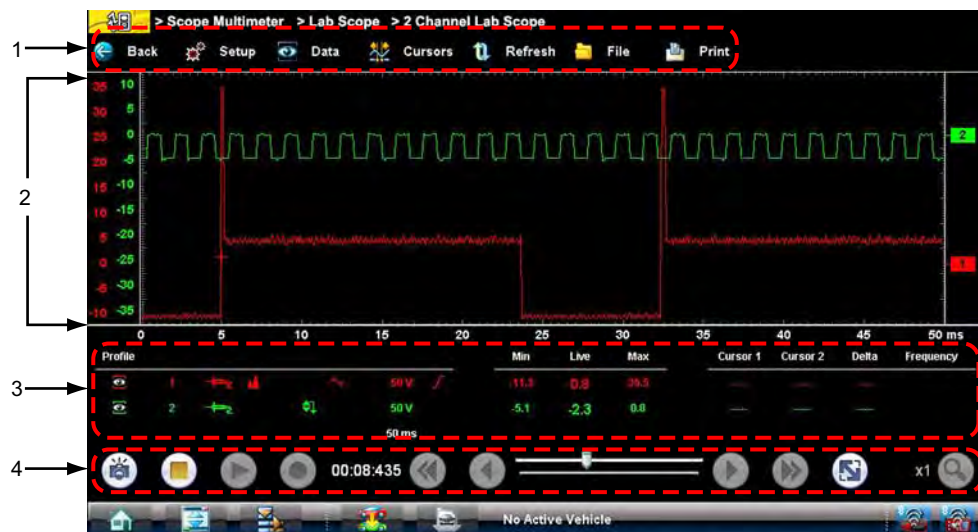 > Scope Multimeter > Lab Scope > 2 Channel Lab Scope
1
Back Setup Data Cursors Refresh File Print
2
35 10
30 5
25 0
20 -5
15 -10
10 -15
5 -20
0 -25
-5 -30
-10 -35
2
1
0 5 10 15 20 25 30 35 40 45 50 ms
3
Profile Min Live Max Cursor 1 Cursor 2 Delta Frequency
1 50 V -11.3 0.8 39.5
2 50 V -5.1 -2.3 0.8
50 ms
4
00:08:435 x1
No Active Vehicle